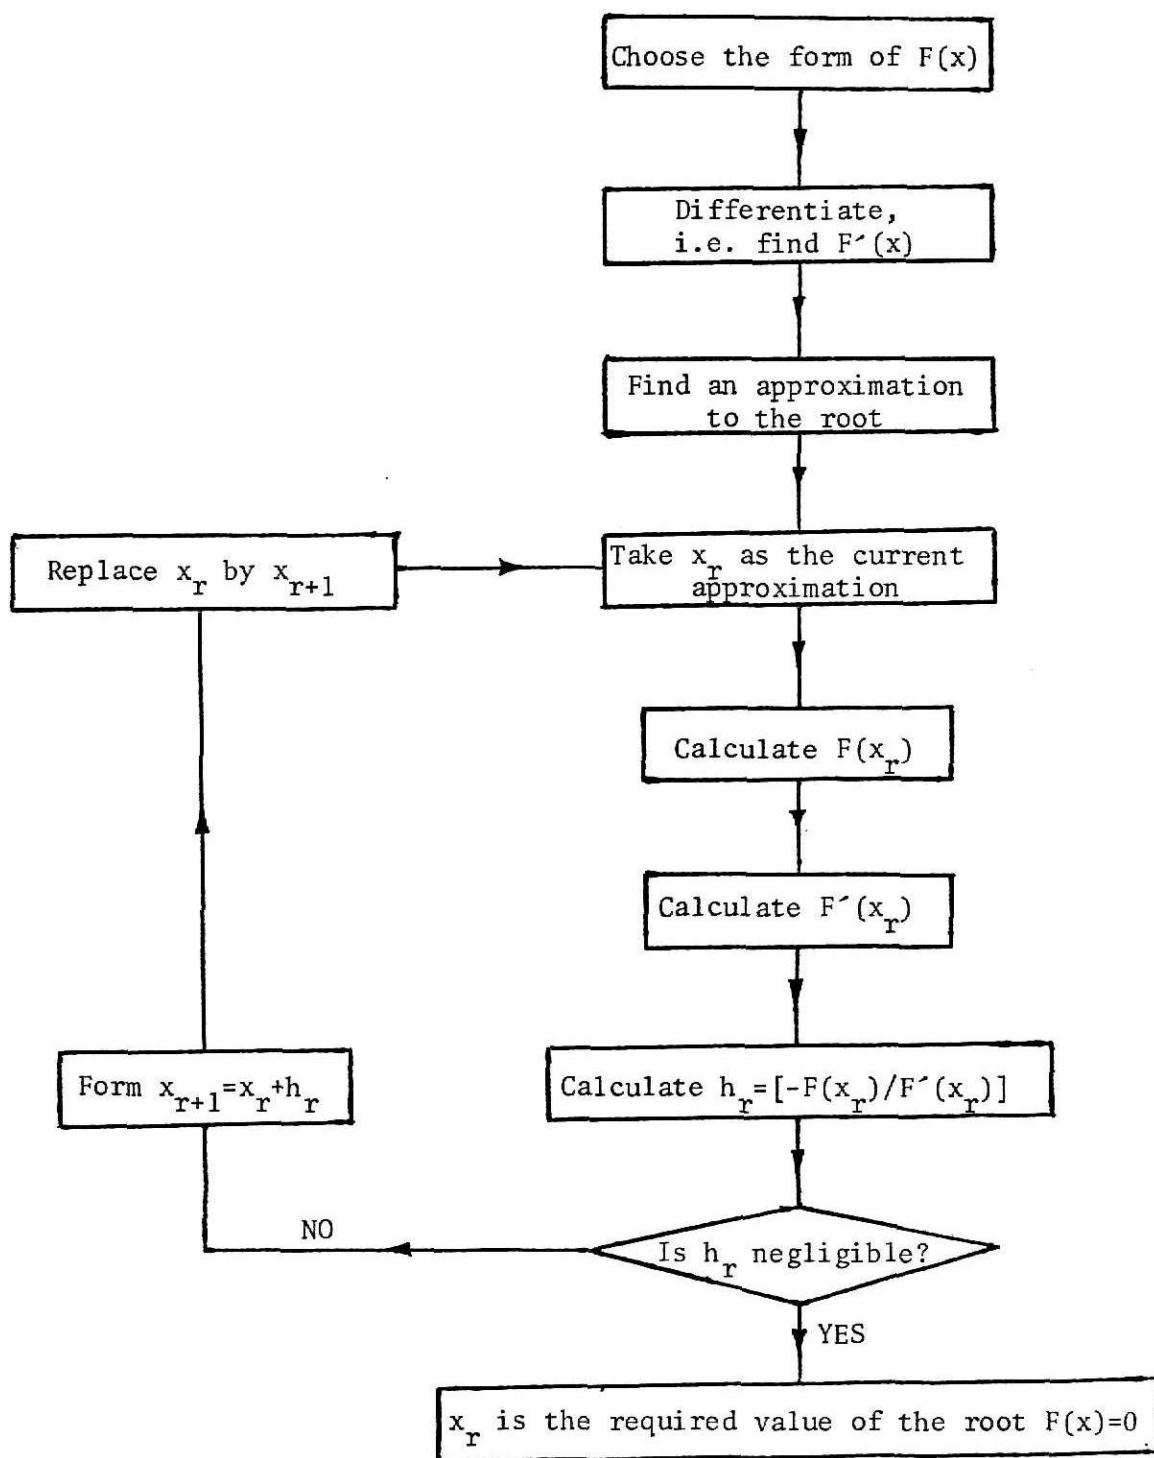 Choose the form of F(x)
Differentiate,
i.e. find F´(x)
Find an approximation
to the root
Take x_r as the current
approximation
Replace x_r by x_{r+1}
Calculate F(x_r)
Calculate F´(x_r)
Calculate h_r=[-F(x_r)/F´(x_r)]
Form x_{r+1}=x_r+h_r
Is h_r negligible?
NO
YES
x_r is the required value of the root F(x)=0